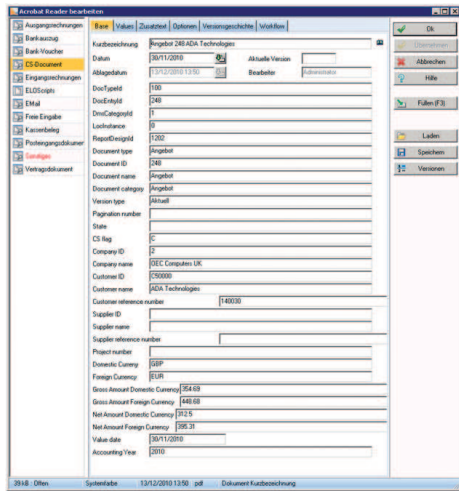 Acrobat Reader bearbeiten
Ausgangsrechnungen
Bankauszug
Bank-Voucher
CS-Document
Eingangsrechnungen
ELOScripts
EMail
Freie Eingabe
Kassenbeleg
Posteingangsdokumen
Sonstiges
Vertragsdokument
Base Values Zusatztext Optionen Versionsgeschichte Workflow
Kurzbezeichnung Angebot 248 ADA Technologies
Datum 30/11/2010 Aktuelle Version
Ablagedatum 13/12/2010 13:50 Bearbeiter Administrator
DocTypeId 100
DocEntryId 248
DmsCategoryId 1
LocInstance 0
ReportDesignId 1202
Document type Angebot
Document ID 248
Document name Angebot
Document category Angebot
Version type Aktuell
Pagination number
State
CS flag C
Company ID 2
Company name OEC Computers UK
Customer ID C50000
Customer name ADA Technologies
Customer reference number 140030
Supplier ID
Supplier name
Supplier reference number
Project number
Domestic Curreny GBP
Foreign Currency EUR
Gross Amount Domestic Currency 354.69
Gross Amount Foreign Currency 448.68
Net Amount Domestic Currency 312.5
Net Amount Foreign Currency 395.31
Value date 30/11/2010
Accounting Year 2010
Ok
Übernehmen
Abbrechen
Hilfe
Füllen (F3)
Laden
Speichern
Versionen
39 kB : Offen Systemfarbe 13/12/2010 13:50 pdf Dokument Kurzbezeichnung